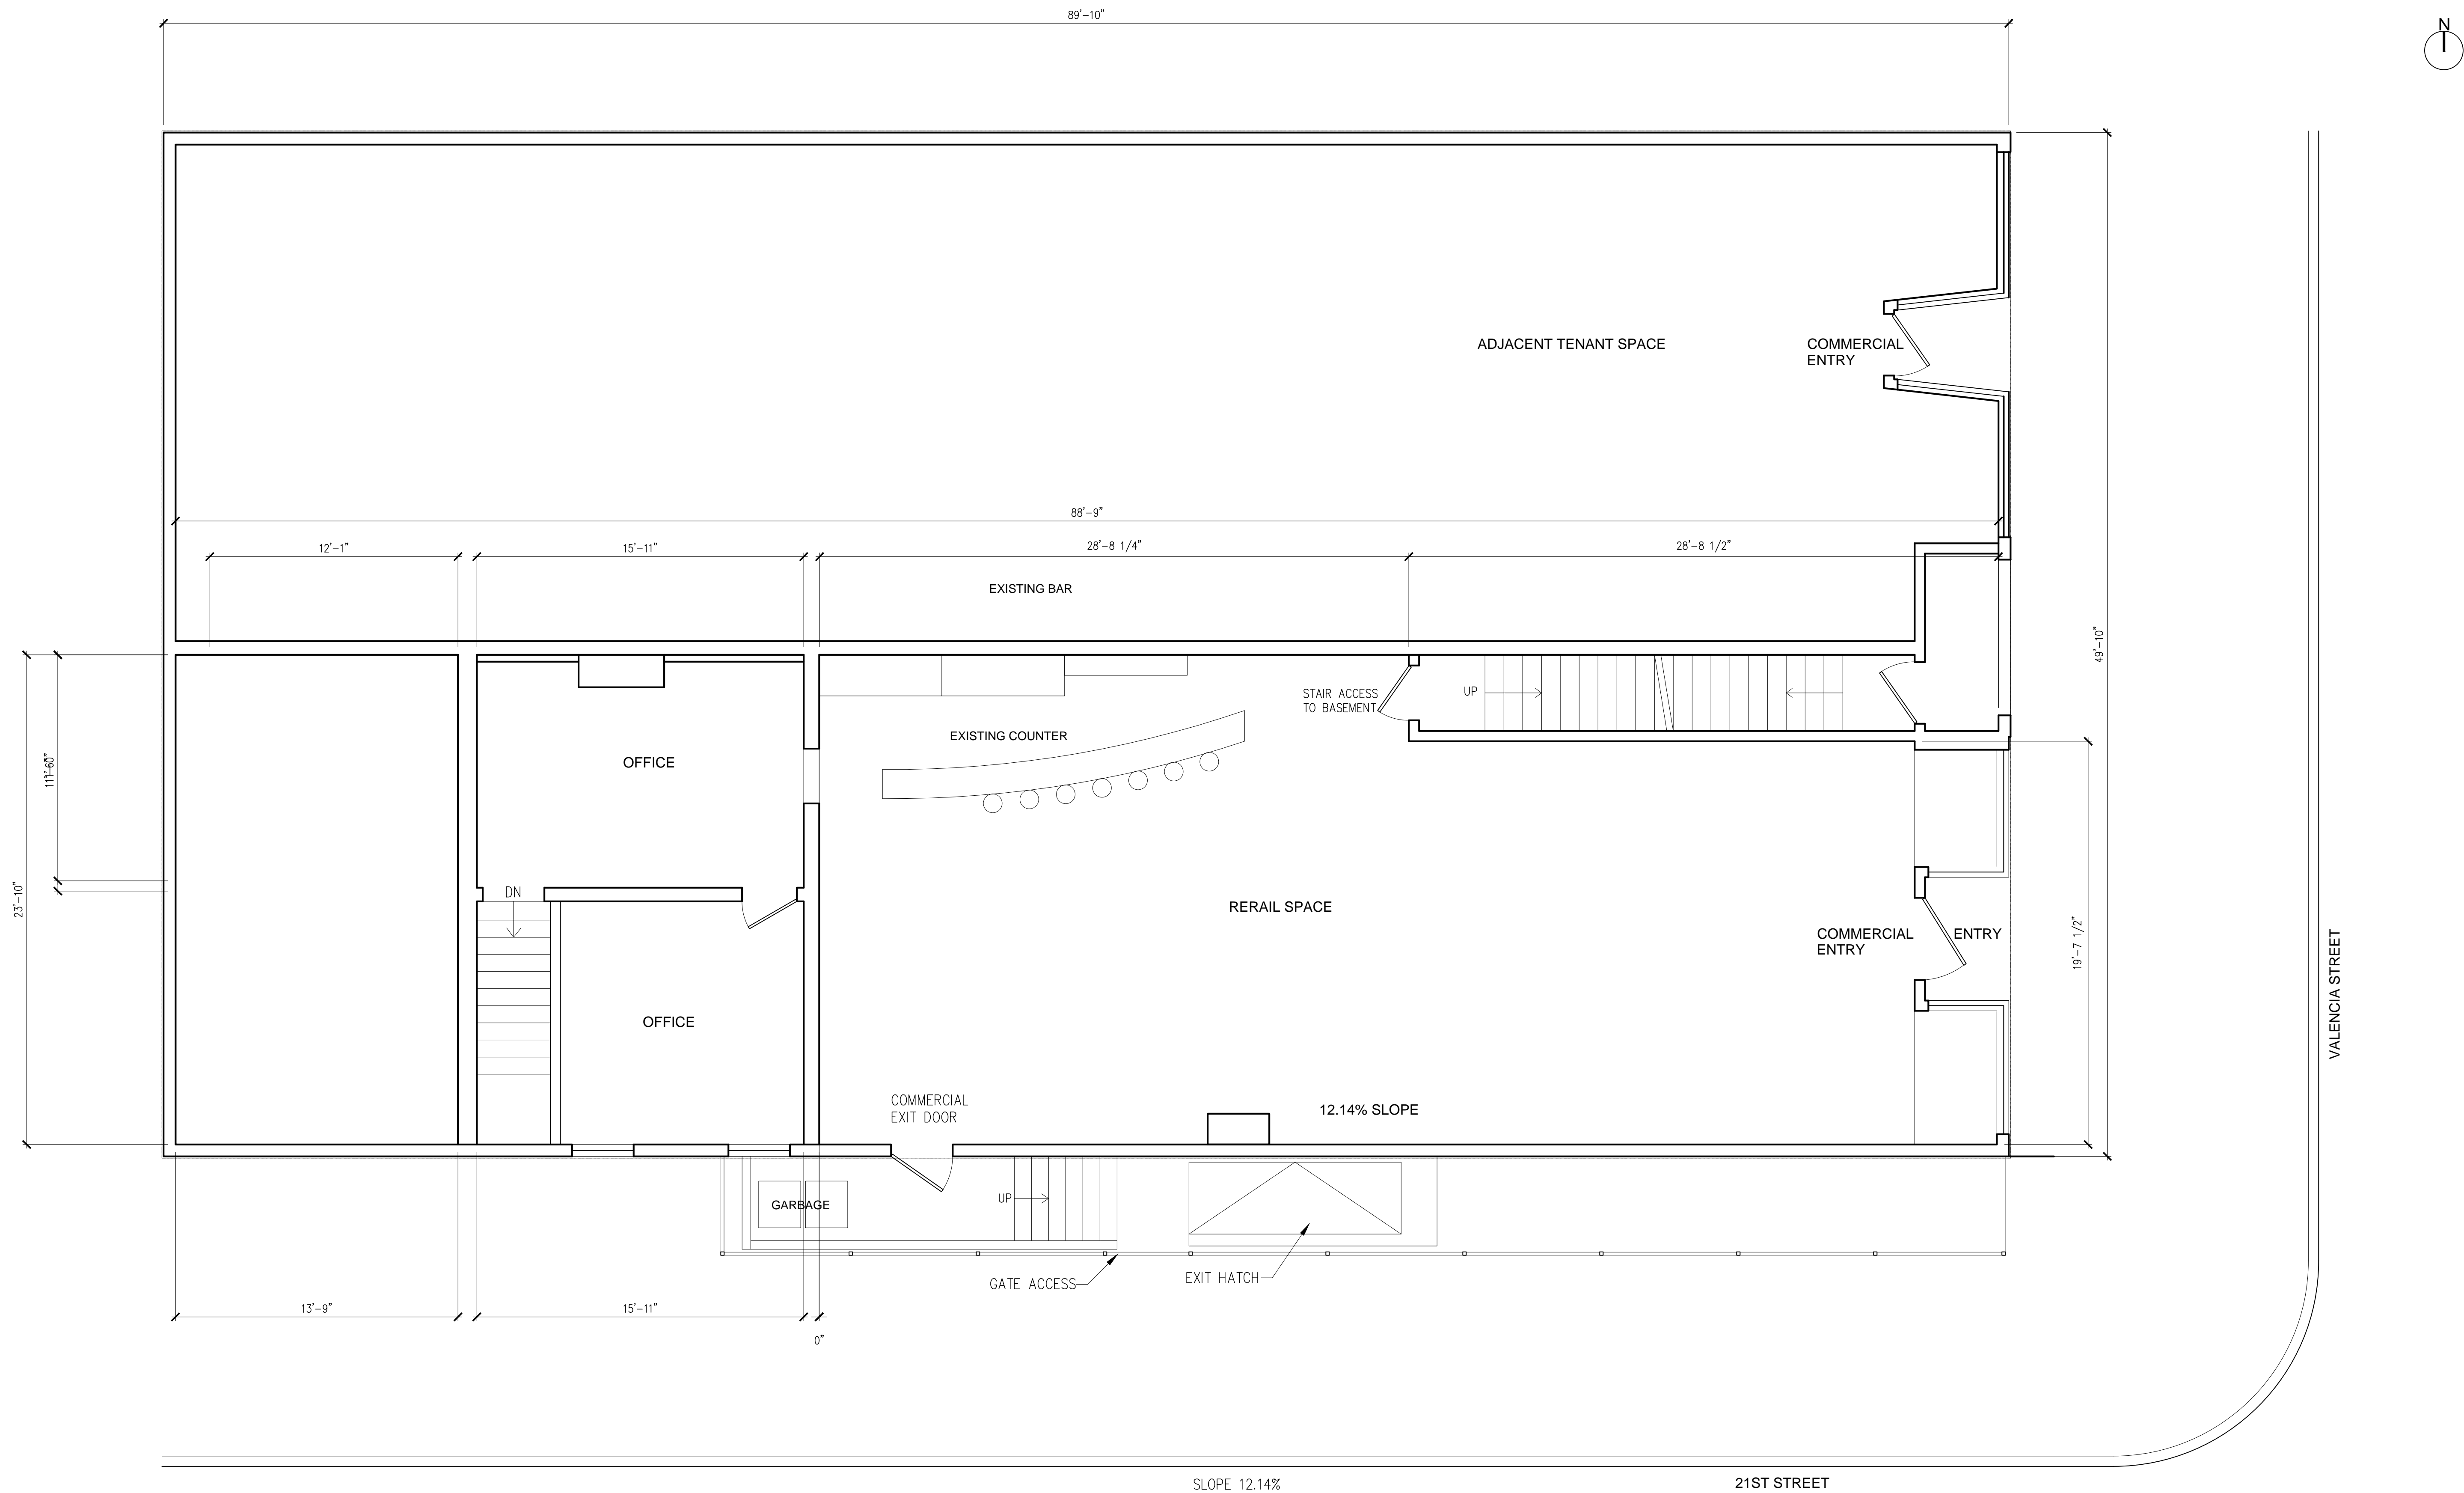 89'-10"
N
ADJACENT TENANT SPACE
COMMERCIAL
ENTRY
88'-9"
12'-1"
15'-11"
28'-8 1/4"
28'-8 1/2"
EXISTING BAR
49'-10"
STAIR ACCESS
TO BASEMENT
UP
EXISTING COUNTER
OFFICE
23'-10"
DN
RERAIL SPACE
COMMERCIAL
ENTRY
ENTRY
19'-7 1/2"
VALENCIA STREET
OFFICE
COMMERCIAL
EXIT DOOR
12.14% SLOPE
GARBAGE
UP
GATE ACCESS
EXIT HATCH
13'-9"
15'-11"
0"
SLOPE 12.14%
21ST STREET